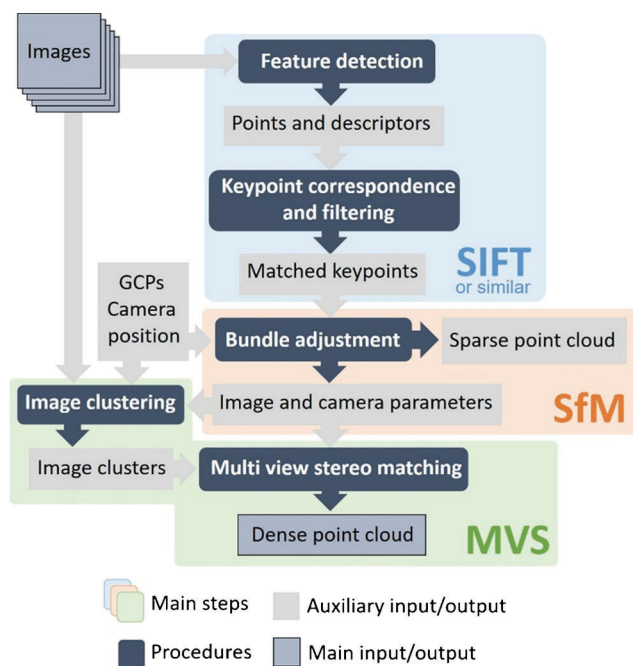 Images
Feature detection
Points and descriptors
Keypoint correspondence
and filtering
SIFT
or similar
Matched keypoints
GCPs
Camera
position
Bundle adjustment
Sparse point cloud
Image clustering
Image and camera parameters
SfM
Image clusters
Multi view stereo matching
Dense point cloud
MVS
Main steps
Auxiliary input/output
Procedures
Main input/output